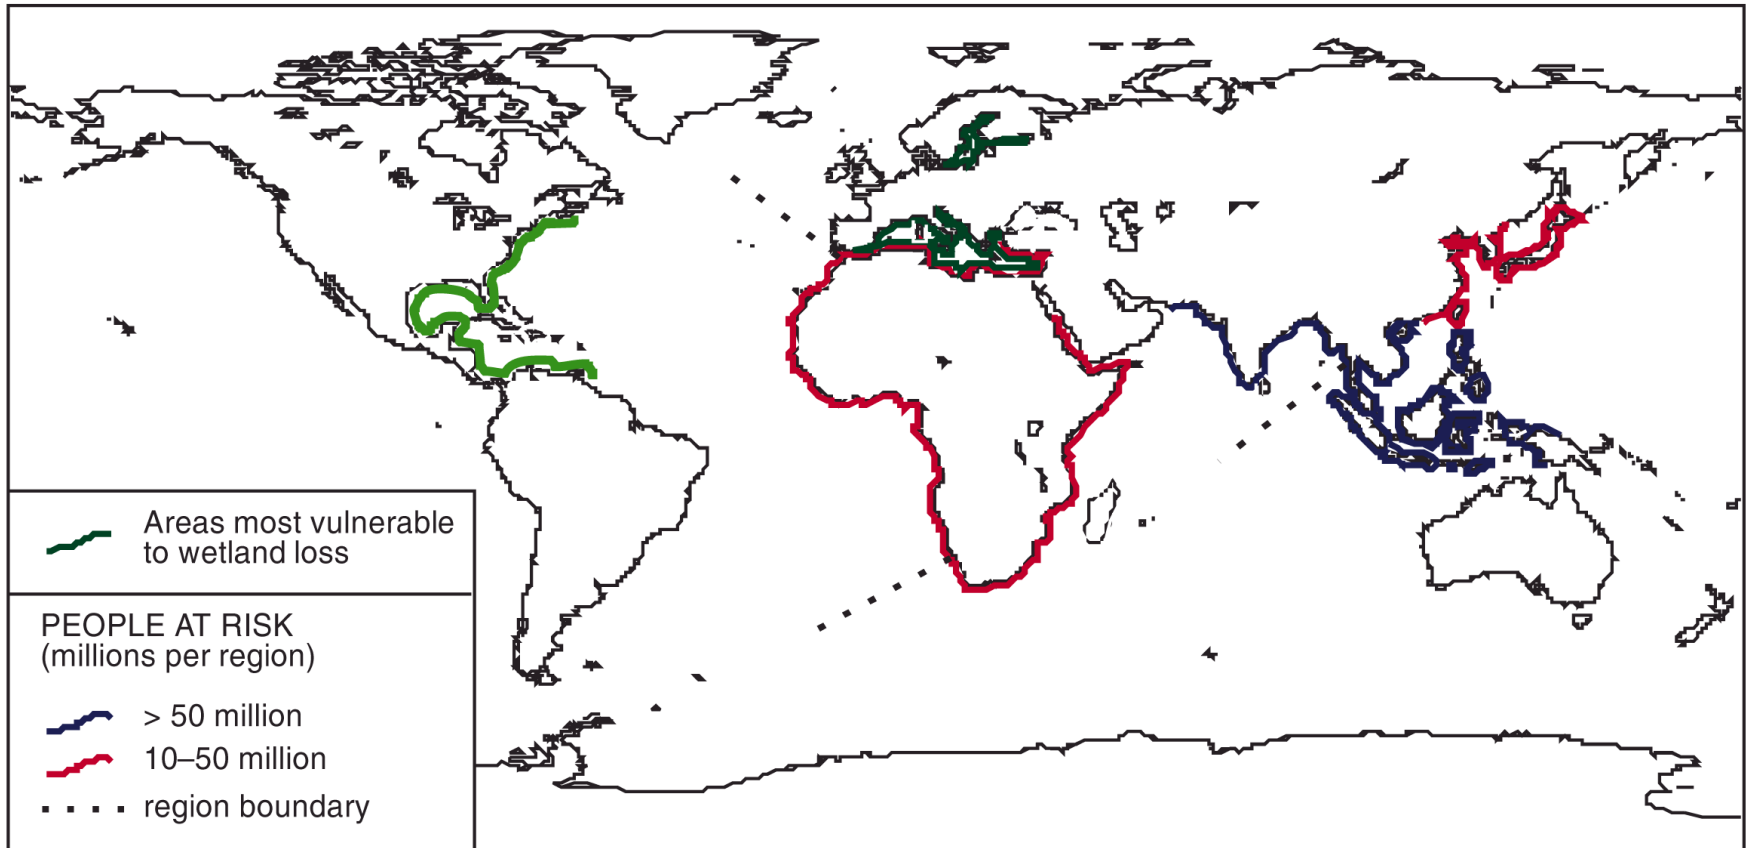 Areas most vulnerable
to wetland loss
PEOPLE AT RISK
(millions per region)
> 50 million
10–50 million
region boundary